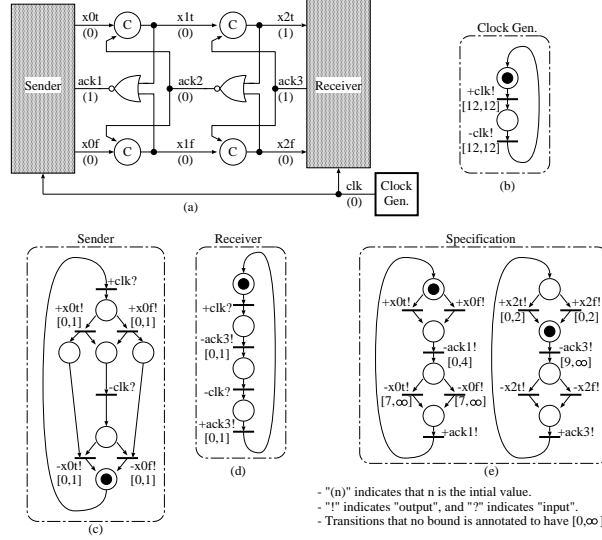 x0t
(0)
C
x1t
(0)
C
x2t
(1)
Sender
ack1
(1)
ack2
(0)
ack3
(1)
Receiver
x0f
(0)
C
x1f
(0)
C
x2f
(0)
clk
(0)
Clock
Gen.
(a)
Clock Gen.
+clk!
[12,12]
-clk!
[12,12]
(b)
Sender
+clk?
+x0t!
[0,1]
+x0f!
[0,1]
-clk?
-x0t!
[0,1]
-x0f!
[0,1]
(c)
Receiver
+clk?
-ack3!
[0,1]
-clk?
+ack3!
[0,1]
(d)
Specification
+x0t!
+x0f!
-ack1!
[0,4]
-x0t!
[7,∞]
-x0f!
[7,∞]
+ack1!
+x2t!
[0,2]
+x2f!
[0,2]
-ack3!
[9,∞]
-x2t!
-x2f!
+ack3!
(e)
- "(n)" indicates that n is the intial value.
- "!" indicates "output", and "?" indicates "input".
- Transitions that no bound is annotated to have [0,∞]